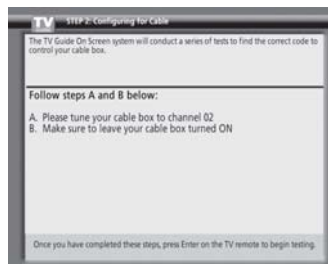 TV STEP 2: Configuring for Cable
The TV Guide On Screen system will conduct a series of tests to find the correct code to
control your cable box.
Follow steps A and B below:
A. Please tune your cable box to channel 02
B. Make sure to leave your cable box turned ON
Once you have completed these steps, press Enter on the TV remote to begin testing.